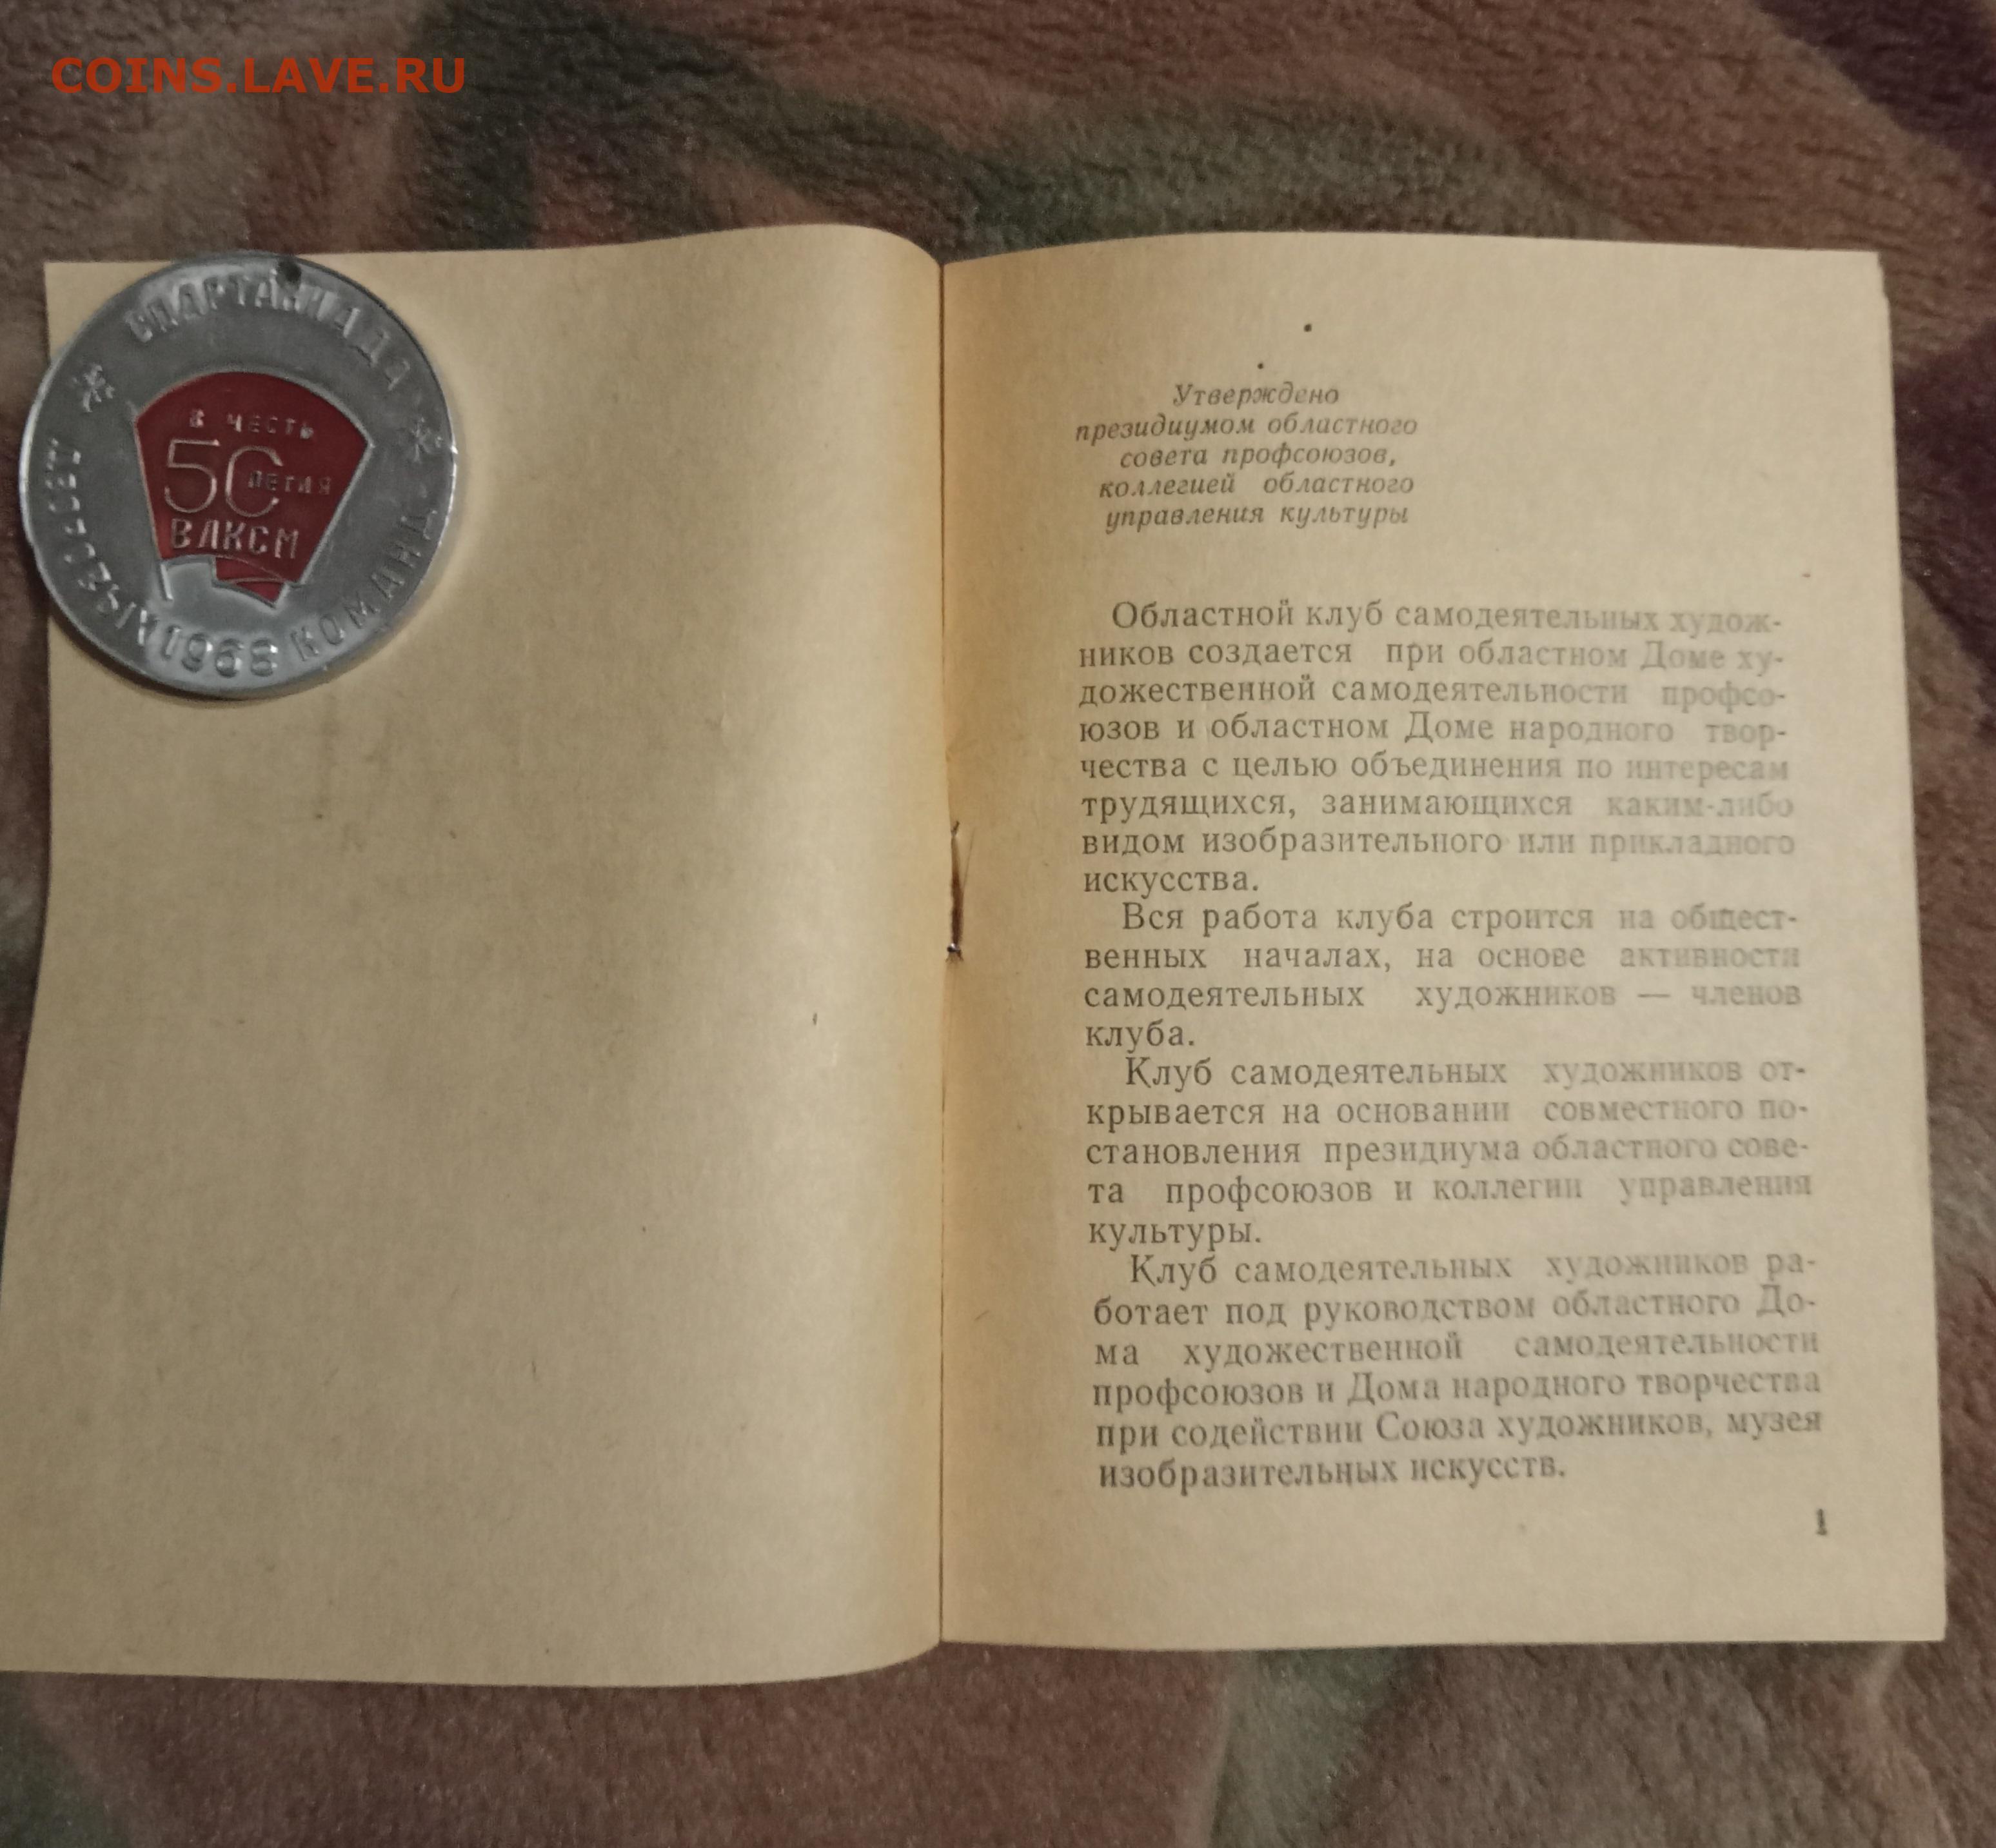 COINS.LAVE.RU
СПАРТАКИАДА
В ЧЕСТЬ
50 ЛЕТИЯ
ВЛКСМ
1968 КОМАНД
Утверждено
президиумом областного
совета профсоюзов,
коллегией областного
управления культуры
Областной клуб самодеятельных худож-
ников создается при областном Доме ху-
дожественной самодеятельности профсо-
юзов и областном Доме народного твор-
чества с целью объединения по интересам
трудящихся, занимающихся каким-либо
видом изобразительного или прикладного
искусства.
Вся работа клуба строится на общест-
венных началах, на основе активности
самодеятельных художников — членов
клуба.
Клуб самодеятельных художников от-
крывается на основании совместного по-
становления президиума областного сове-
та профсоюзов и коллегии управления
культуры.
Клуб самодеятельных художников ра-
ботает под руководством областного До-
ма художественной самодеятельности
профсоюзов и Дома народного творчества
при содействии Союза художников, музея
изобразительных искусств.
1